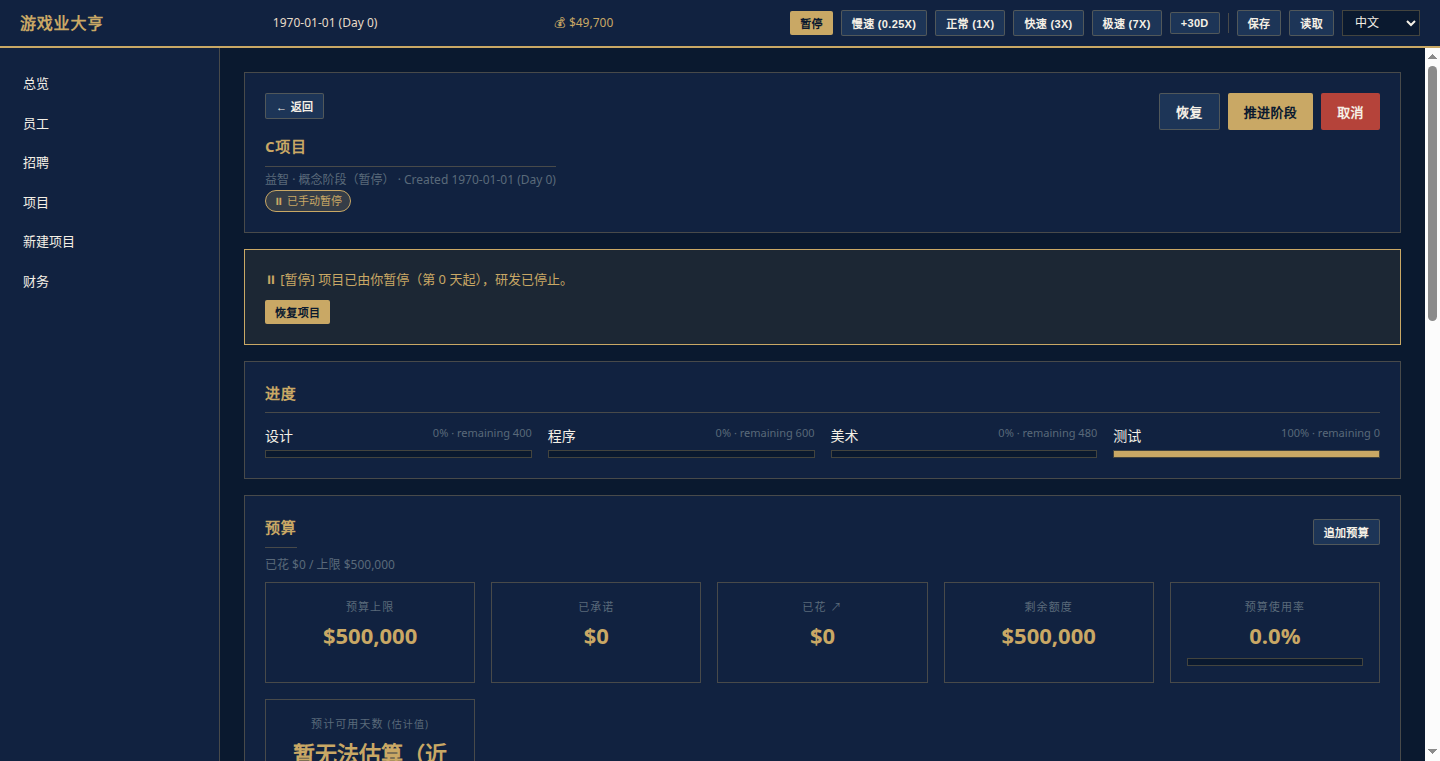 游戏业大亨
1970-01-01 (Day 0)
💰 $49,700
暂停
慢速 (0.25X)
正常 (1X)
快速 (3X)
极速 (7X)
+30D
保存
读取
中文
总览
员工
招聘
项目
新建项目
财务
← 返回
恢复
推进阶段
取消
C项目
益智 · 概念阶段（暂停） · Created 1970-01-01 (Day 0)
⏸ 已手动暂停
⏸ [暂停] 项目已由你暂停（第 0 天起），研发已停止。
恢复项目
进度
设计 0% · remaining 400
程序 0% · remaining 600
美术 0% · remaining 480
测试 100% · remaining 0
预算
追加预算
已花 $0 / 上限 $500,000
预算上限
$500,000
已承诺
$0
已花 ↗
$0
剩余额度
$500,000
预算使用率
0.0%
预计可用天数 (估计值)
暂无法估算（近